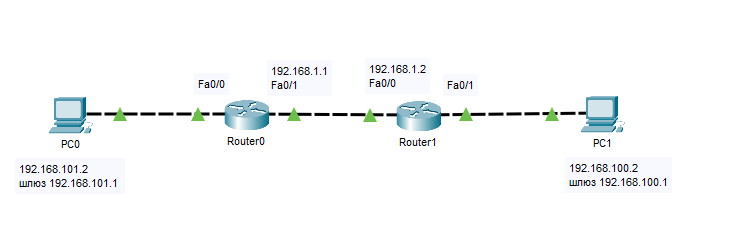 Fa0/0
192.168.1.1
Fa0/1
192.168.1.2
Fa0/0
Fa0/1
PC0
Router0
Router1
PC1
192.168.101.2
шлюз 192.168.101.1
192.168.100.2
шлюз 192.168.100.1